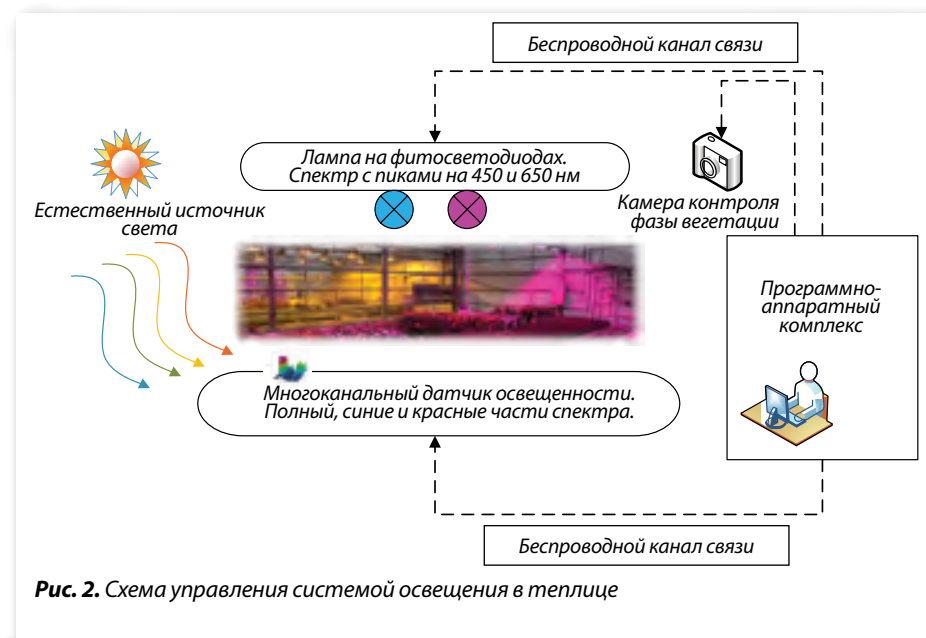 Беспроводной канал связи
Лампа на фитосветодиодах.
Спектр с пиками на 450 и 650 нм
Естественный источник
света
Камера контроля
фазы вегетации
Программно-
аппаратный
комплекс
Многоканальный датчик освещенности.
Полный, синие и красные части спектра.
Беспроводной канал связи
Рис. 2. Схема управления системой освещения в теплице